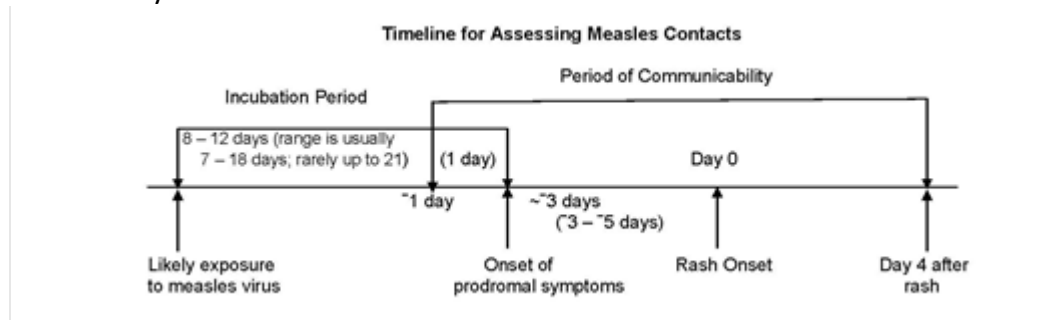 Timeline for Assessing Measles Contacts
Period of Communicability
Incubation Period
8 – 12 days (range is usually
7 – 18 days; rarely up to 21)
(1 day)
Day 0
˜1 day
~˜3 days
(˜3 – ˜5 days)
Likely exposure
to measles virus
Onset of
prodromal symptoms
Rash Onset
Day 4 after
rash